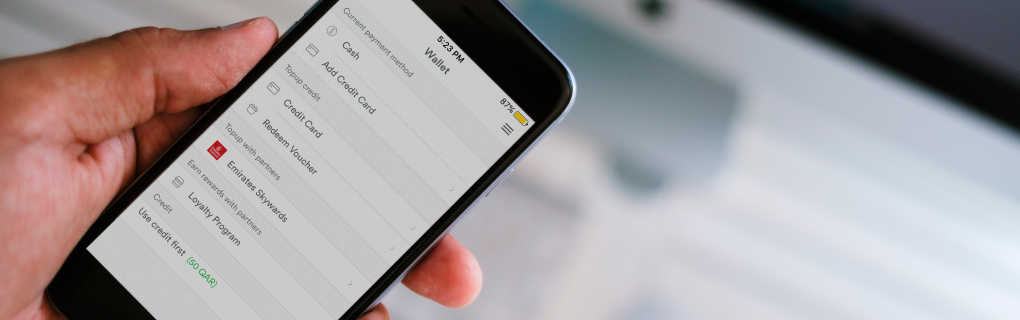 5:23 PM
87%
Wallet
Current payment method
Cash
Add Credit Card
Topup credit
Credit Card
Redeem Voucher
Topup with partners
Emirates Skywards
Earn rewards with partners
Loyalty Program
Credit
Use credit first (50 QAR)